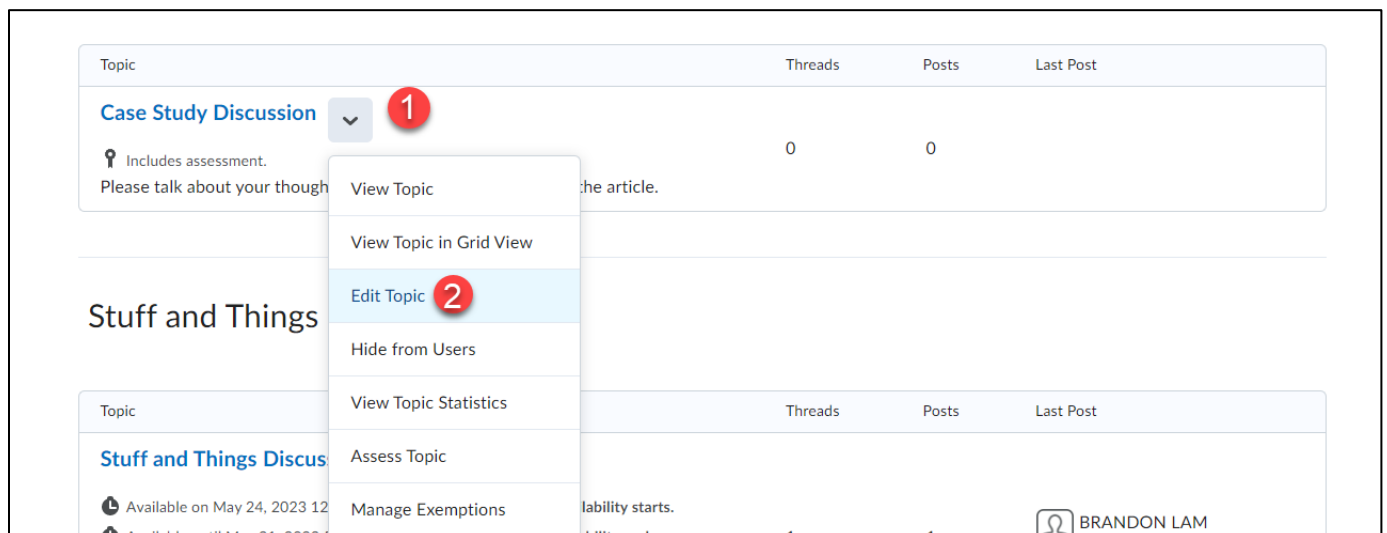 Topic Threads Posts Last Post
Case Study Discussion 1
Includes assessment. 0 0
Please talk about your though the article.
View Topic
View Topic in Grid View
Edit Topic 2
Stuff and Things
Hide from Users
View Topic Statistics
Topic Threads Posts Last Post
Stuff and Things Discus
Assess Topic
Available on May 24, 2023 12 lability starts.
Manage Exemptions
BRANDON LAM